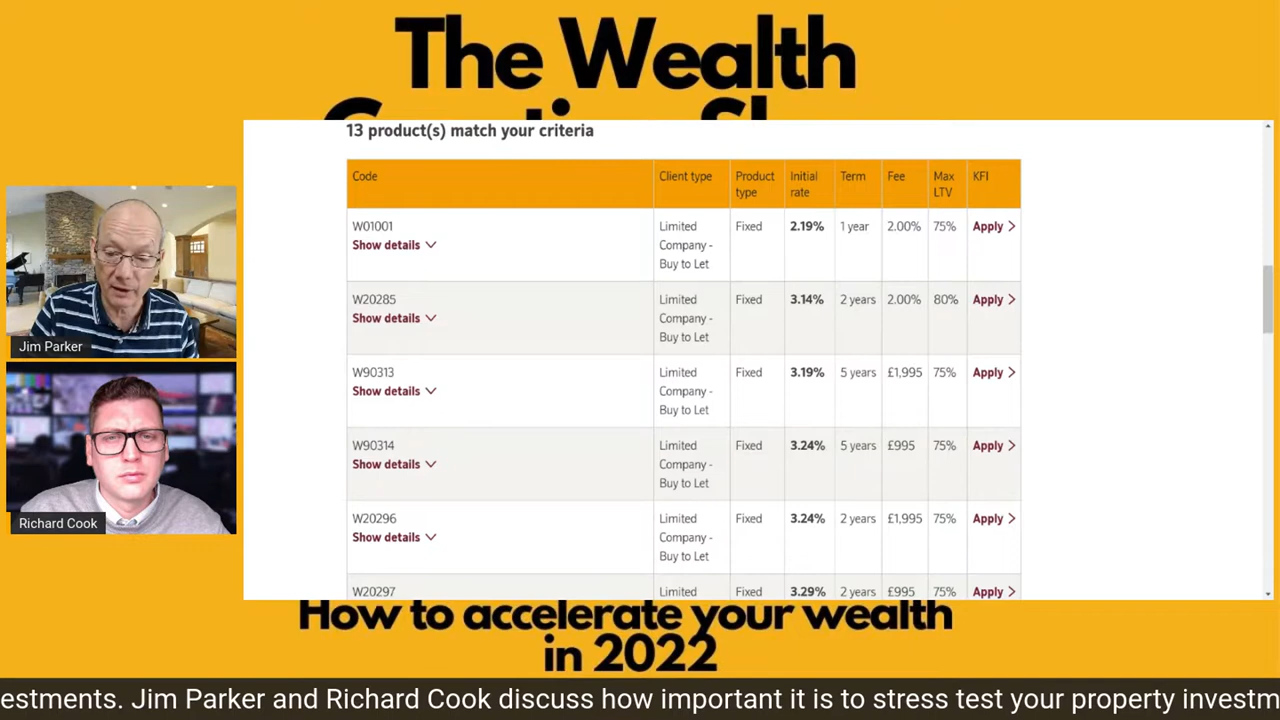 The Wealth
13 product(s) match your criteria
Code Client type Product type Initial rate Term Fee Max LTV KFI
W01001 Show details Limited Company - Buy to Let Fixed 2.19% 1 year 2.00% 75% Apply
W20285 Show details Limited Company - Buy to Let Fixed 3.14% 2 years 2.00% 80% Apply
W90313 Show details Limited Company - Buy to Let Fixed 3.19% 5 years £1,995 75% Apply
W90314 Show details Limited Company - Buy to Let Fixed 3.24% 5 years £995 75% Apply
W20296 Show details Limited Company - Buy to Let Fixed 3.24% 2 years £1,995 75% Apply
W20297 Limited Fixed 3.29% 2 years £995 75% Apply
Jim Parker
Richard Cook
How to accelerate your wealth
in 2022
estments. Jim Parker and Richard Cook discuss how important it is to stress test your property investm